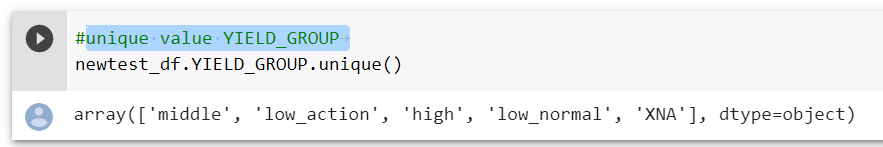 #unique value YIELD_GROUP
newtest_df.YIELD_GROUP.unique()
array(['middle', 'low_action', 'high', 'low_normal', 'XNA'], dtype=object)